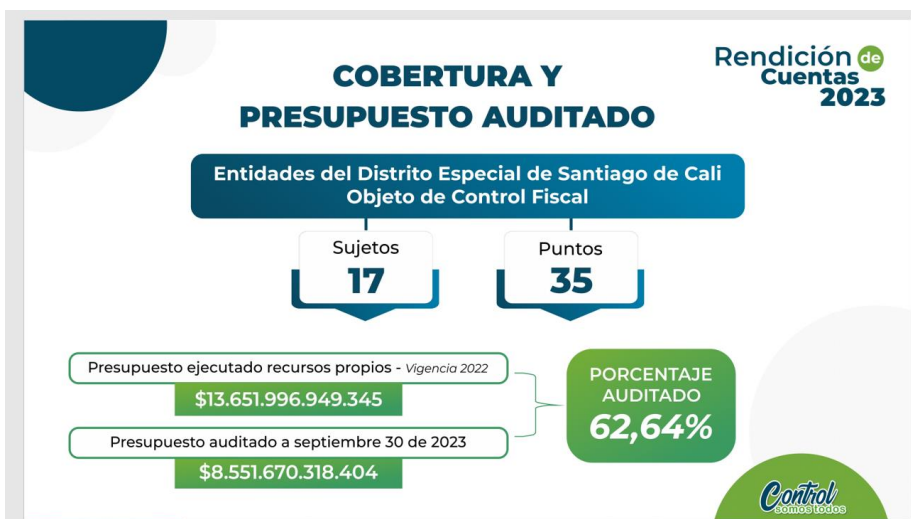 Rendición de
Cuentas
2023
COBERTURA Y
PRESUPUESTO AUDITADO
Entidades del Distrito Especial de Santiago de Cali
Objeto de Control Fiscal
Sujetos
17
Puntos
35
Presupuesto ejecutado recursos propios - Vigencia 2022
$13.651.996.949.345
Presupuesto auditado a septiembre 30 de 2023
$8.551.670.318.404
PORCENTAJE
AUDITADO
62,64%
Control
somos todos